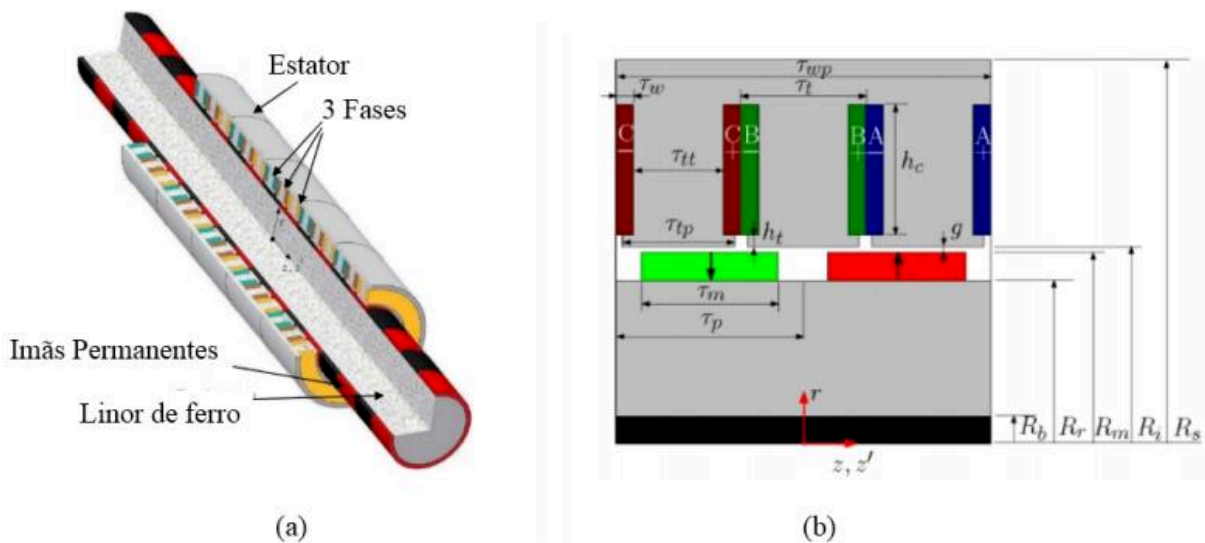 Estator
3 Fases
z, z'
Imãs Permanentes
Linor de ferro
(a)
τwp
τw
τt
C
C B
B A
A
−
+ −
+ −
+
τtt
hc
τtp
ht
g
τm
τp
r
Rb Rr Rm Ri Rs
z, z'
(b)